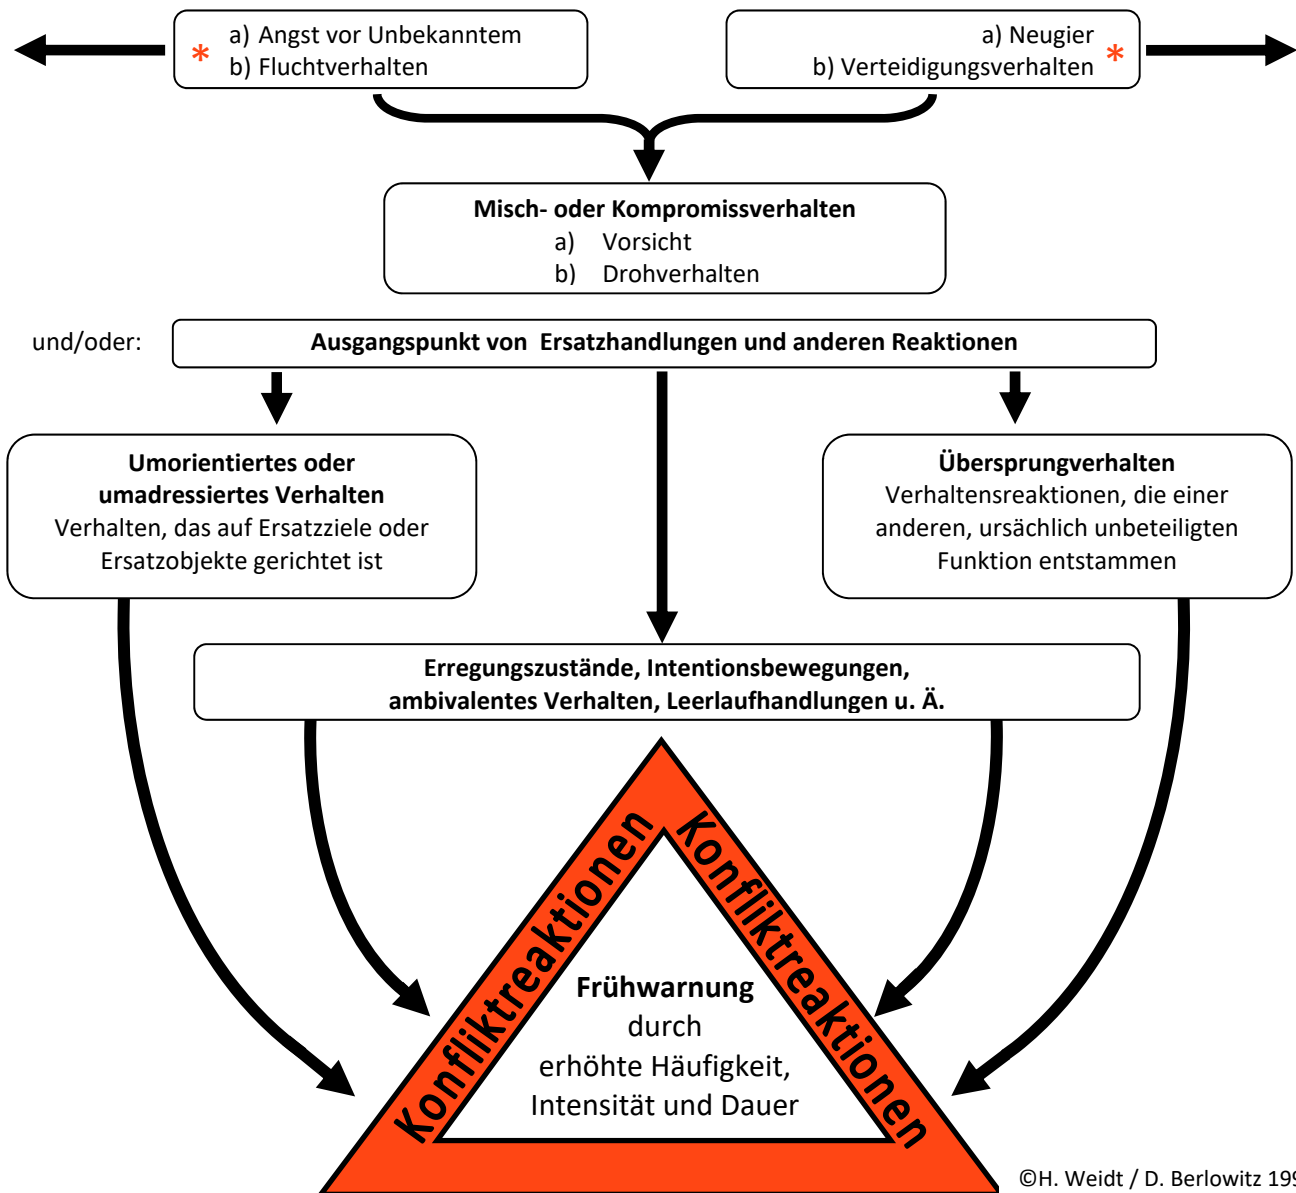 * a) Angst vor Unbekanntem
b) Fluchtverhalten
a) Neugier *
b) Verteidigungsverhalten
Misch- oder Kompromissverhalten
a) Vorsicht
b) Drohverhalten
und/oder:
Ausgangspunkt von Ersatzhandlungen und anderen Reaktionen
Umorientiertes oder
umadressiertes Verhalten
Verhalten, das auf Ersatzziele oder
Ersatzobjekte gerichtet ist
Übersprungverhalten
Verhaltensreaktionen, die einer
anderen, ursächlich unbeteiligten
Funktion entstammen
Erregungszustände, Intentionsbewegungen,
ambivalentes Verhalten, Leerlaufhandlungen u. Ä.
Konfliktreaktionen
Konfliktreaktionen
Frühwarnung
durch
erhöhte Häufigkeit,
Intensität und Dauer
©H. Weidt / D. Berlowitz